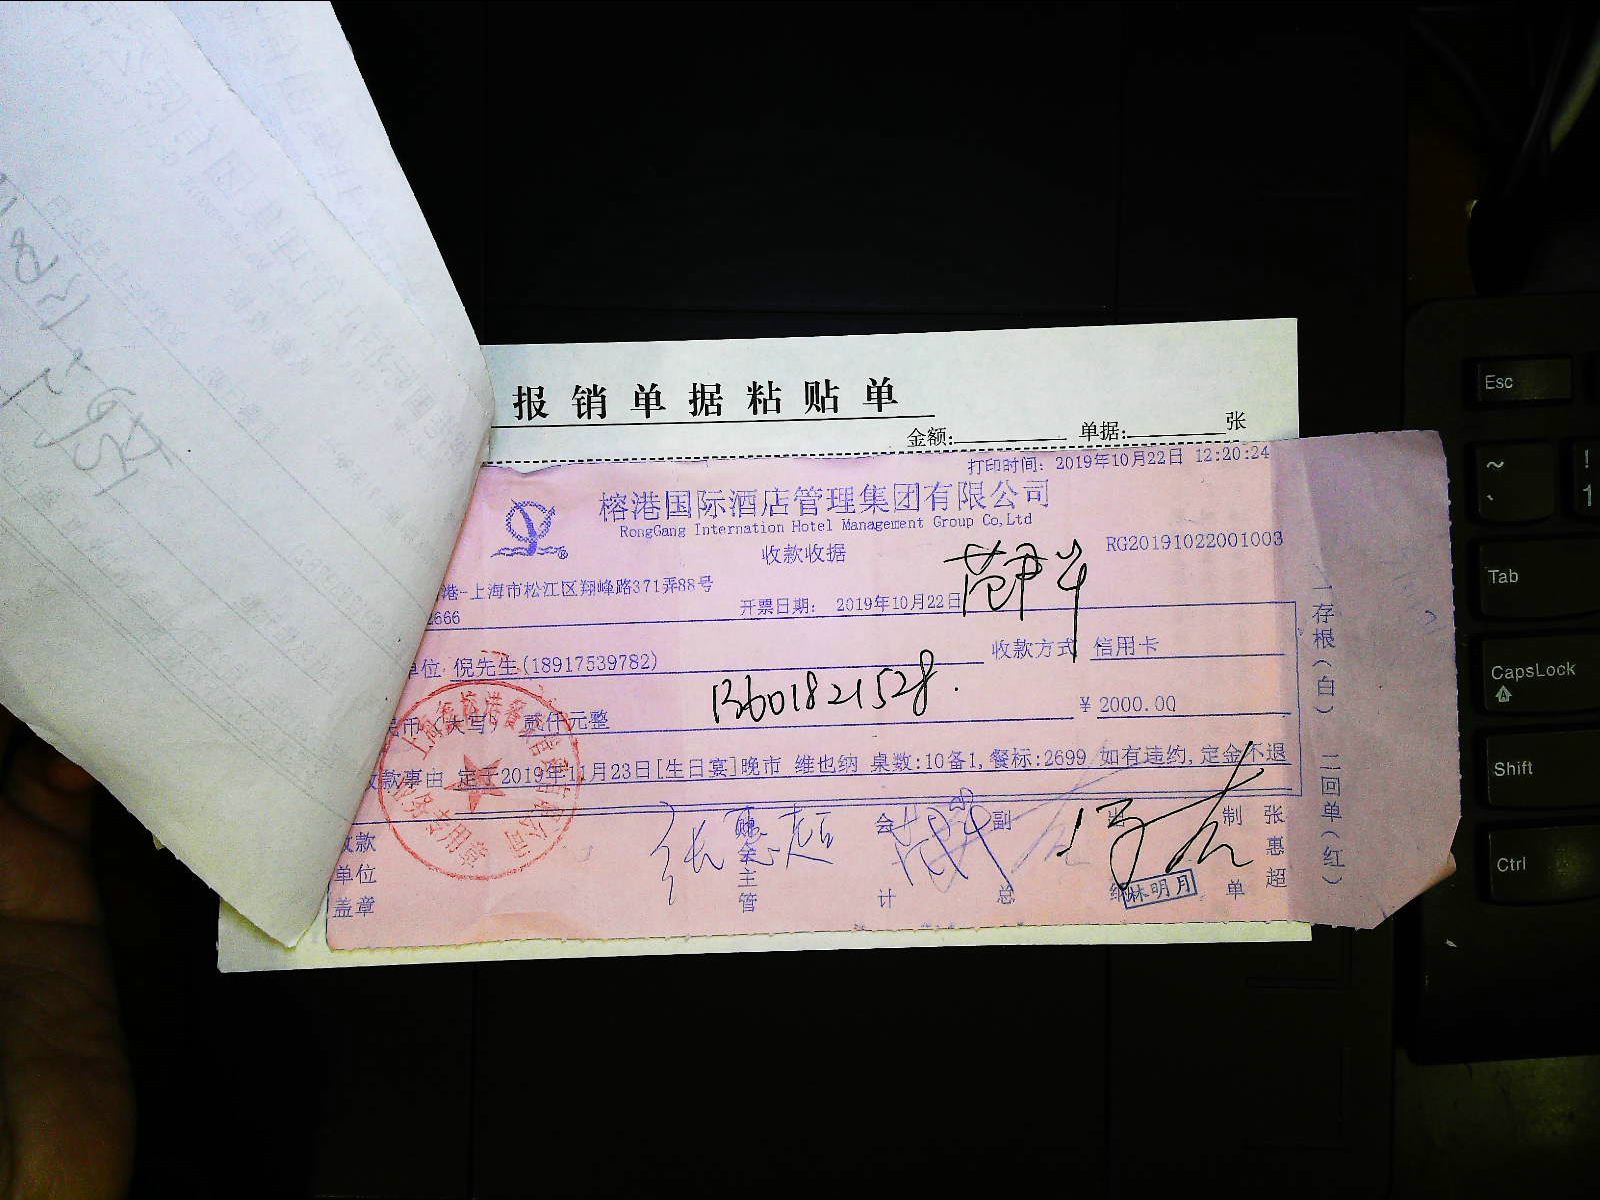 报销单据粘贴单
金额: 单据: 张
打印时间: 2019年10月22日 12:20:24
榕港国际酒店管理集团有限公司
RongGang Internation Hotel Management Group Co,Ltd
收款收据
RG20191022001003
港-上海市松江区翔峰路371弄88号
2666
开票日期: 2019年10月22日
单位 倪先生(18917539782)
收款方式 信用卡
13601821528.
民币(大写) 贰仟元整
¥ 2000.00
收款事由 定于2019年11月23日[生日宴]晚市 维也纳 桌数:10备1,餐标:2699 如有违约,定金不退
收款单位盖章
张惠超
主管
会计
副总
林明月
制单
张惠超
一存根(白) 二回单(红)
Esc
~
`
!
1
Tab
CapsLock
A
Shift
Ctrl